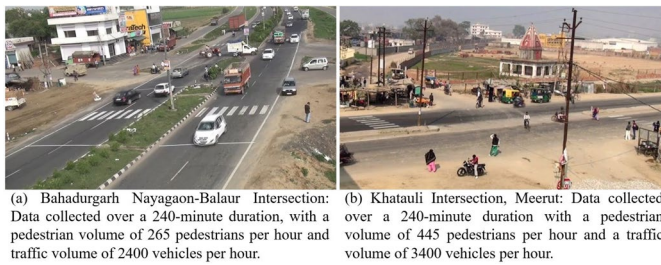 (a) Bahadurgarh Nayagaon-Balaur Intersection:
Data collected over a 240-minute duration, with a
pedestrian volume of 265 pedestrians per hour and
traffic volume of 2400 vehicles per hour.
(b) Khatauli Intersection, Meerut: Data collected
over a 240-minute duration with a pedestrian
volume of 445 pedestrians per hour and a traffic
volume of 3400 vehicles per hour.